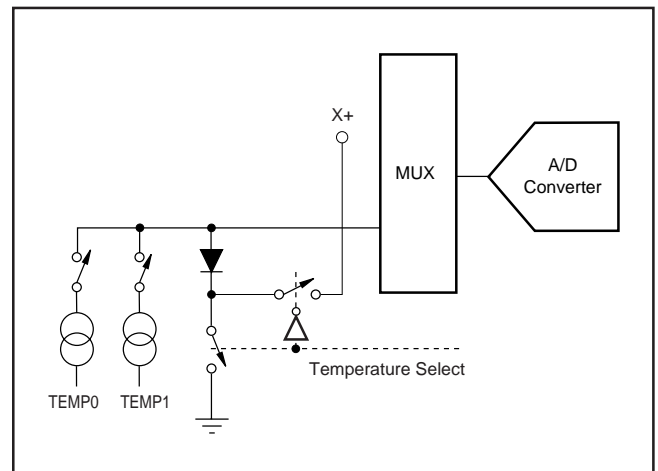 X+
MUX
A/D
Converter
Temperature Select
TEMP0
TEMP1